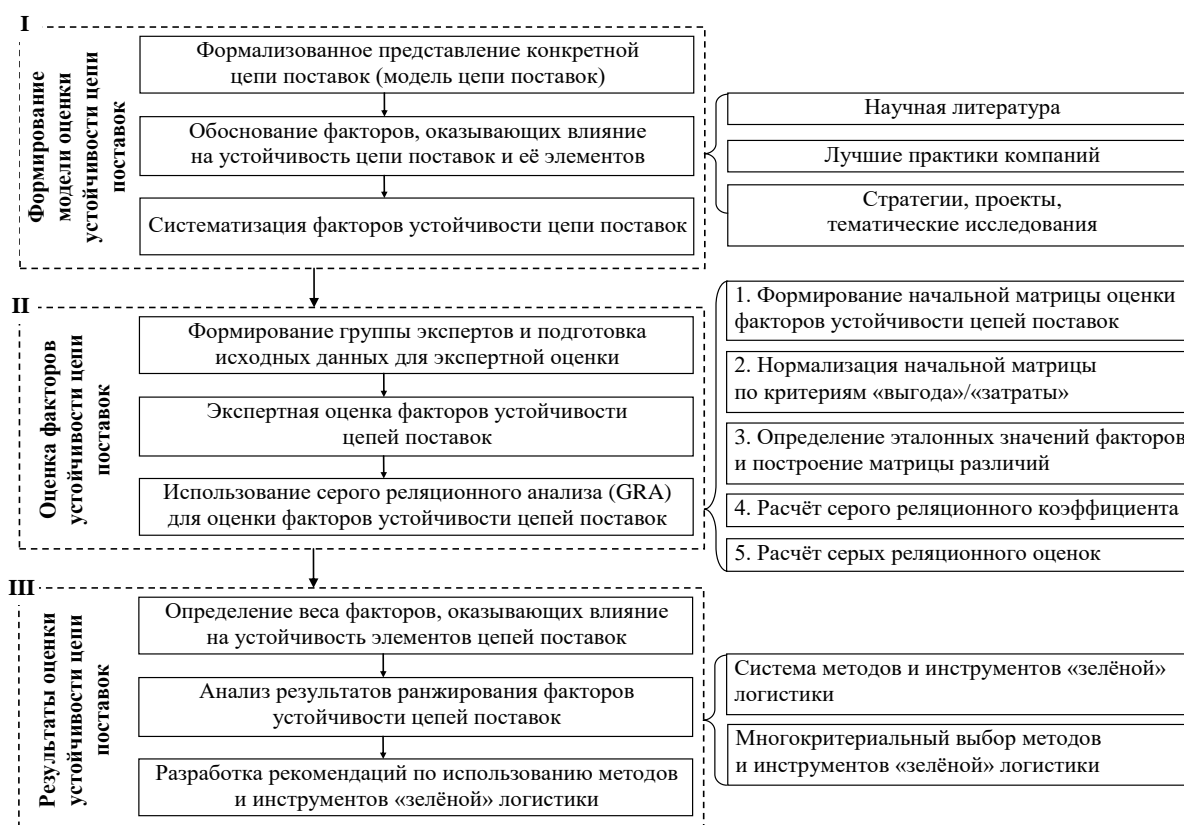 I
Формирование
модели оценки
устойчивости цепи
поставок
Формализованное представление конкретной
цепи поставок (модель цепи поставок)
Обоснование факторов, оказывающих влияние
на устойчивость цепи поставок и её элементов
Систематизация факторов устойчивости цепи поставок
Научная литература
Лучшие практики компаний
Стратегии, проекты,
тематические исследования
II
Оценка факторов
устойчивости цепи
поставок
Формирование группы экспертов и подготовка
исходных данных для экспертной оценки
Экспертная оценка факторов устойчивости
цепей поставок
Использование серого реляционного анализа (GRA)
для оценки факторов устойчивости цепей поставок
1. Формирование начальной матрицы оценки
факторов устойчивости цепей поставок
2. Нормализация начальной матрицы
по критериям «выгода»/«затраты»
3. Определение эталонных значений факторов
и построение матрицы различий
4. Расчёт серого реляционного коэффициента
5. Расчёт серых реляционного оценок
III
Результаты оценки
устойчивости цепи
поставок
Определение веса факторов, оказывающих влияние
на устойчивость элементов цепей поставок
Анализ результатов ранжирования факторов
устойчивости цепей поставок
Разработка рекомендаций по использованию методов
и инструментов «зелёной» логистики
Система методов и инструментов «зелёной»
логистики
Многокритериальный выбор методов
и инструментов «зелёной» логистики